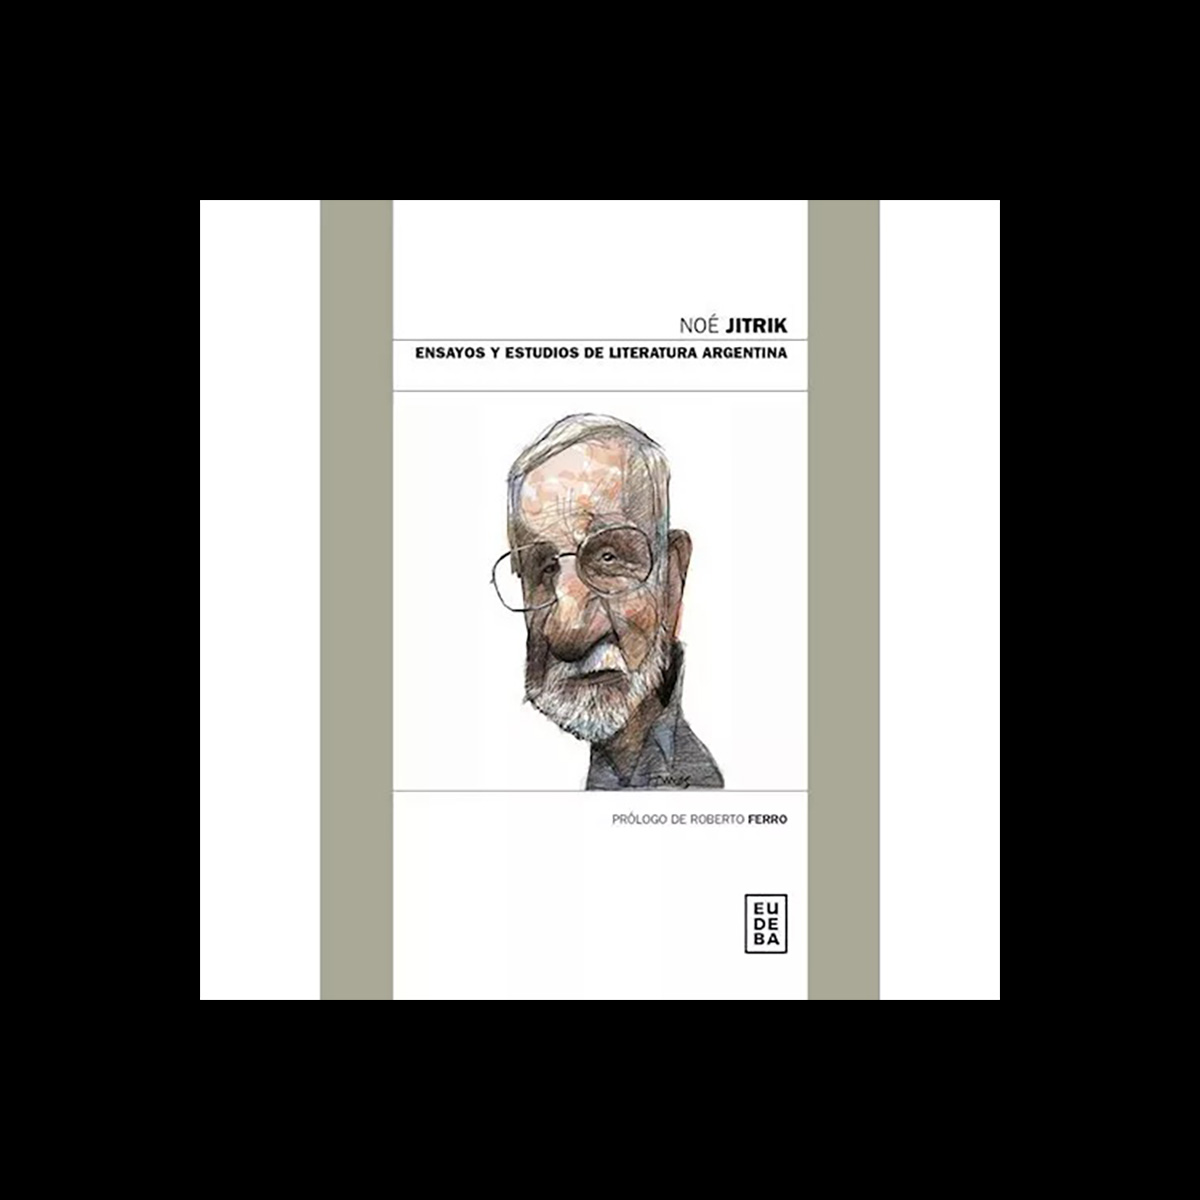 NOÉ JITRIK
ENSAYOS Y ESTUDIOS DE LITERATURA ARGENTINA
PRÓLOGO DE ROBERTO FERRO
EU
DE
BA